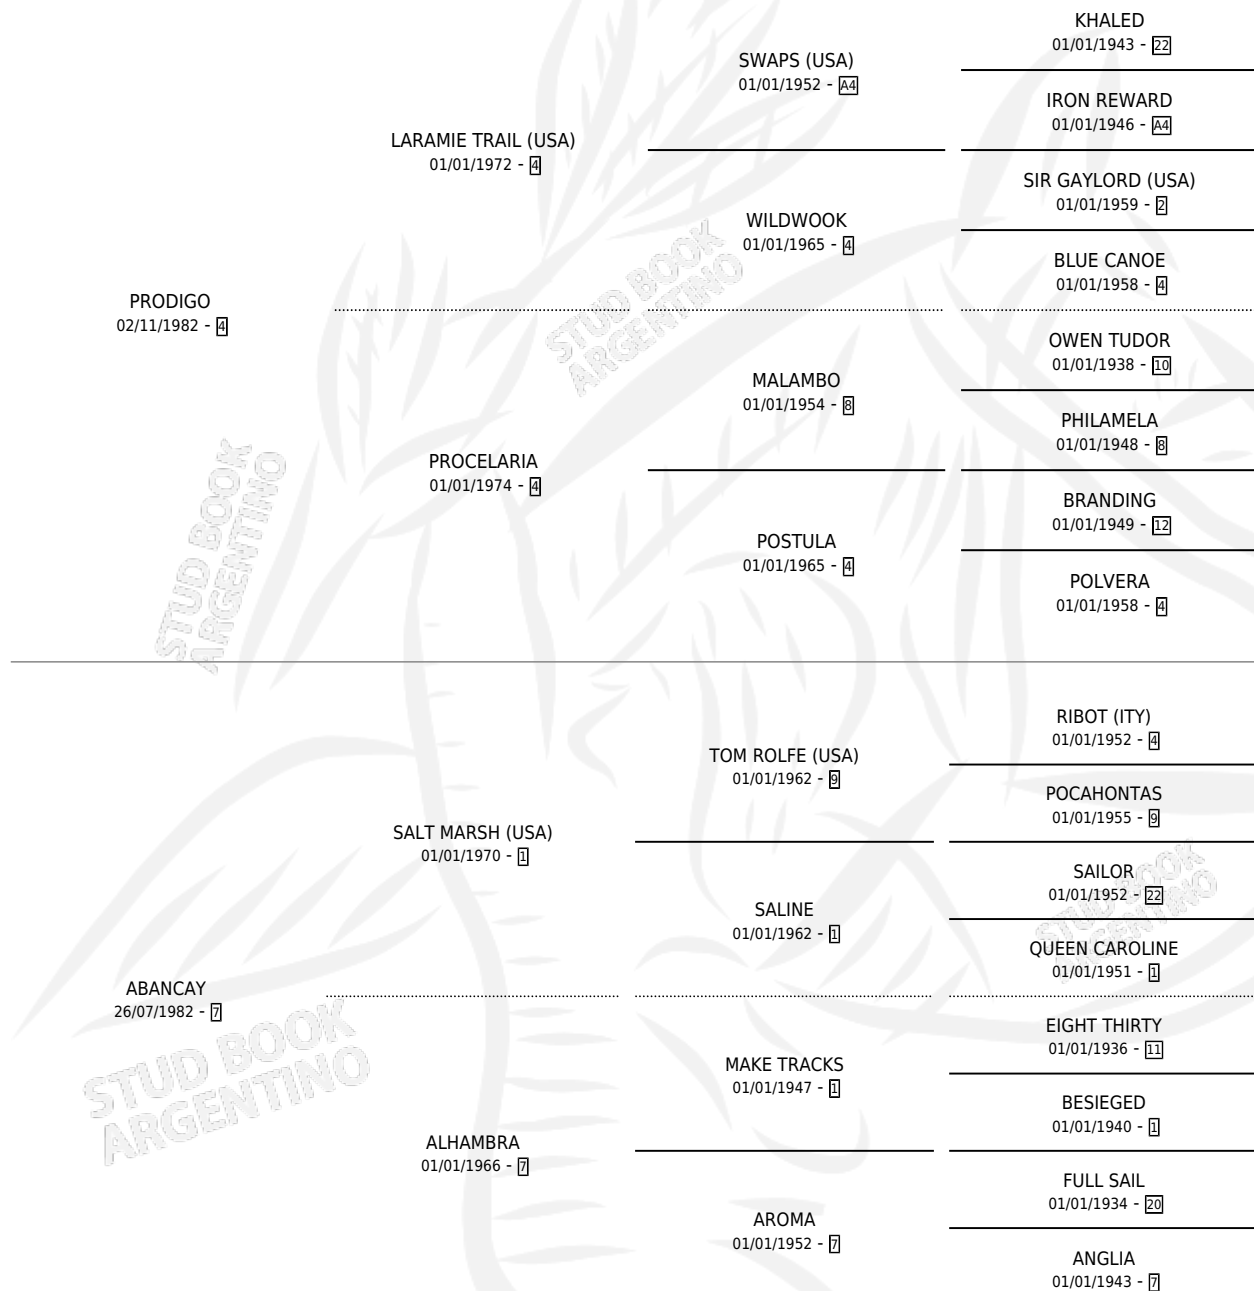 KHALED
01/01/1943 - 22
SWAPS (USA)
01/01/1952 - A4
IRON REWARD
01/01/1946 - A4
LARAMIE TRAIL (USA)
01/01/1972 - 4
SIR GAYLORD (USA)
01/01/1959 - 2
WILDWOOK
01/01/1965 - 4
BLUE CANOE
01/01/1958 - 4
PRODIGO
02/11/1982 - 4
OWEN TUDOR
01/01/1938 - 10
MALAMBO
01/01/1954 - 8
PHILAMELA
01/01/1948 - 8
PROCELARIA
01/01/1974 - 4
BRANDING
01/01/1949 - 12
POSTULA
01/01/1965 - 4
POLVERA
01/01/1958 - 4
RIBOT (ITY)
01/01/1952 - 4
TOM ROLFE (USA)
01/01/1962 - 9
POCAHONTAS
01/01/1955 - 9
SALT MARSH (USA)
01/01/1970 - 1
SAILOR
01/01/1952 - 22
SALINE
01/01/1962 - 1
QUEEN CAROLINE
01/01/1951 - 1
ABANCAY
26/07/1982 - 7
EIGHT THIRTY
01/01/1936 - 11
MAKE TRACKS
01/01/1947 - 1
BESIEGED
01/01/1940 - 1
ALHAMBRA
01/01/1966 - 7
FULL SAIL
01/01/1934 - 20
AROMA
01/01/1952 - 7
ANGLIA
01/01/1943 - 7
STUD BOOK
ARGENTINO
STUD BOOK
ARGENTINO
STUD BOOK
ARGENTINO
STUD BOOK
ARGENTINO